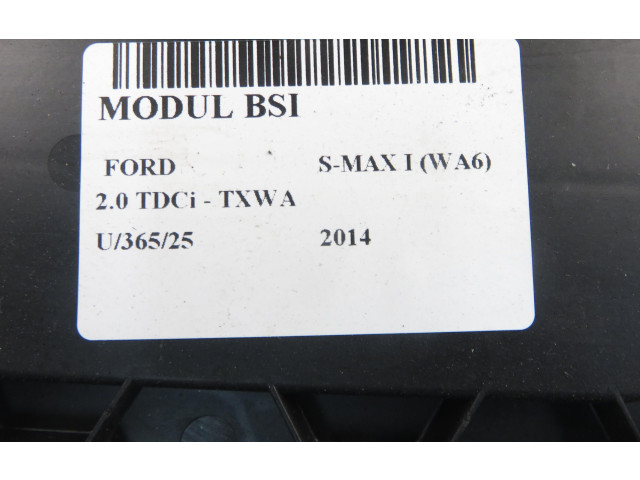 MODUL BSI
FORD S-MAX I (WA6)
2.0 TDCi - TXWA
U/365/25 2014